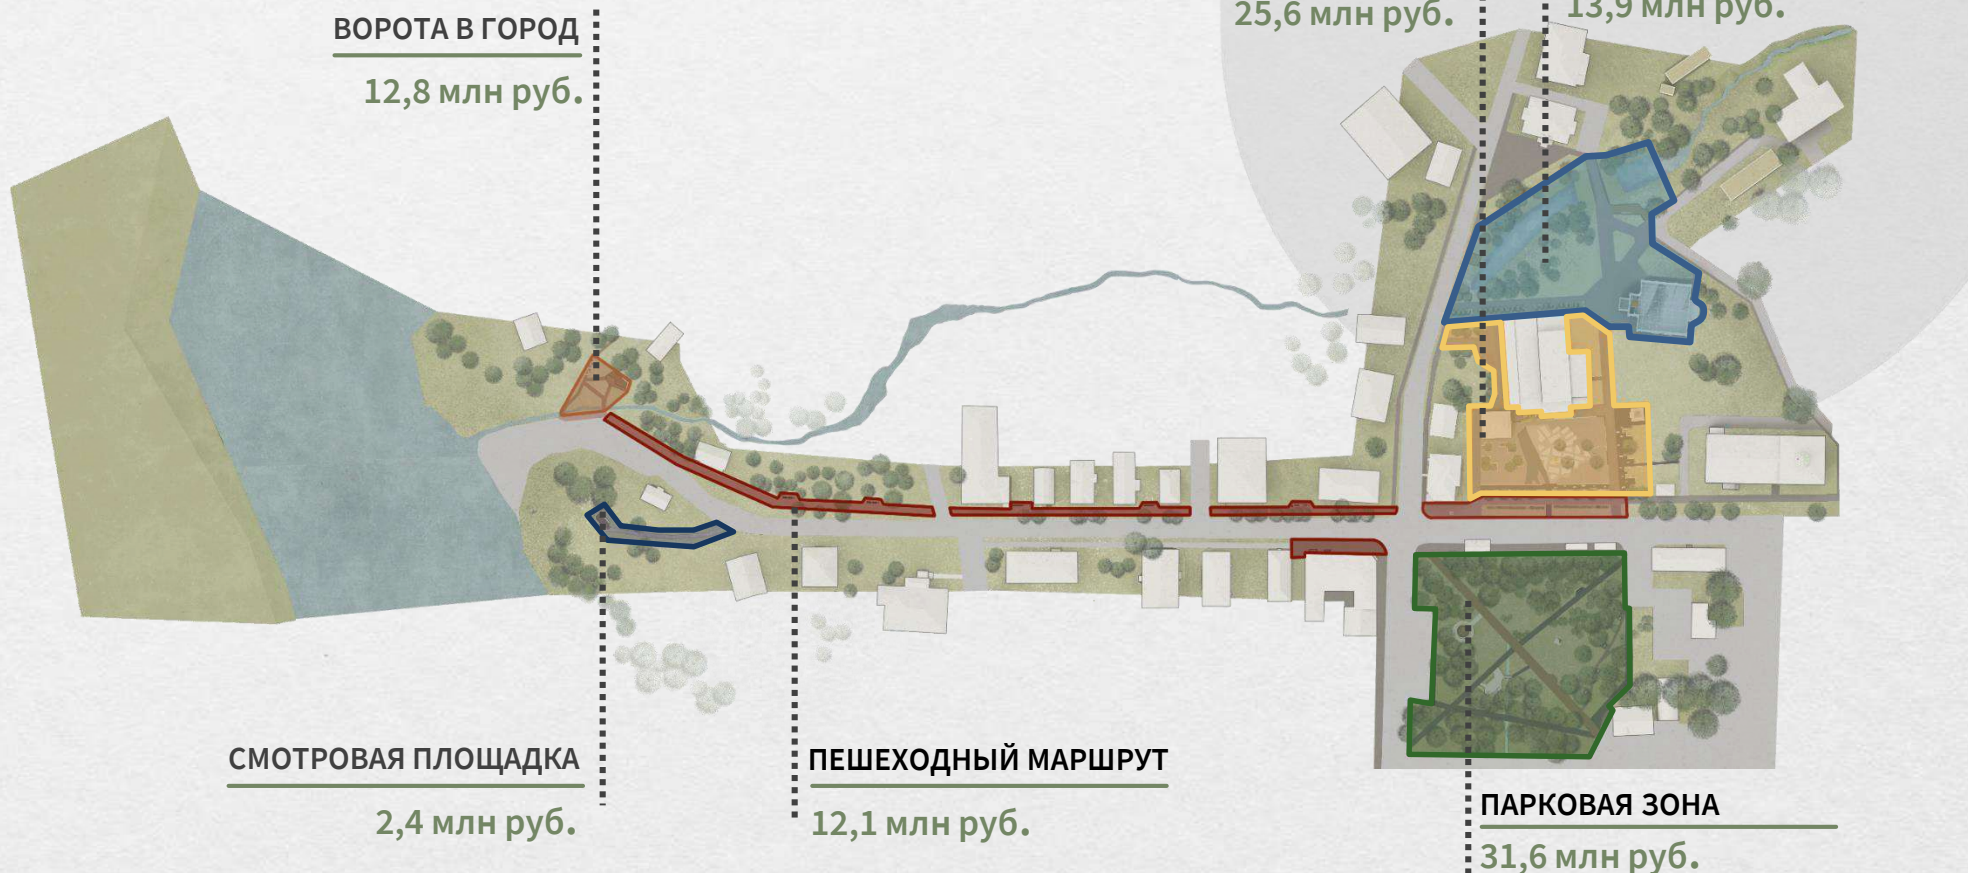 ВОРОТА В ГОРОД
12,8 млн руб.
25,6 млн руб.
13,9 млн руб.
СМОТРОВАЯ ПЛОЩАДКА
2,4 млн руб.
ПЕШЕХОДНЫЙ МАРШРУТ
12,1 млн руб.
ПАРКОВАЯ ЗОНА
31,6 млн руб.